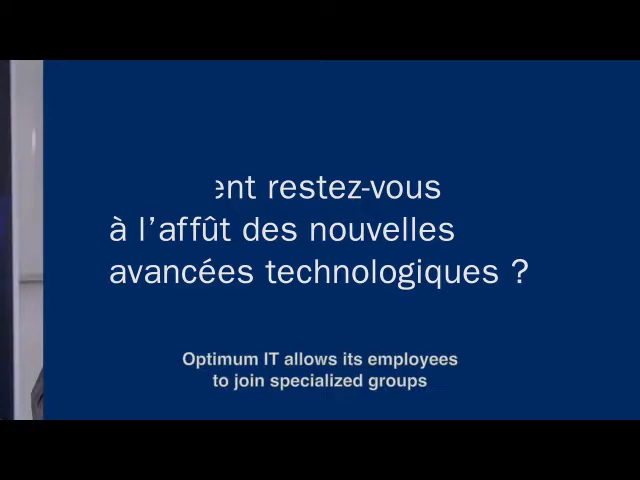 ent restez-vous
à l’affût des nouvelles
avancées technologiques ?
Optimum IT allows its employees
to join specialized groups